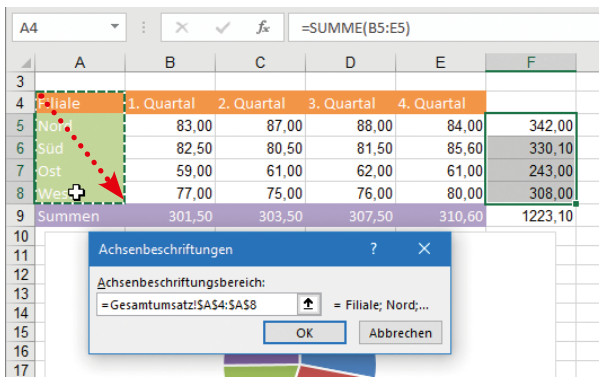 A4 fx =SUMME(B5:E5)
A B C D E F
3
4 Filiale 1. Quartal 2. Quartal 3. Quartal 4. Quartal
5 Nord 83,00 87,00 88,00 84,00 342,00
6 Süd 82,50 80,50 81,50 85,60 330,10
7 Ost 59,00 61,00 62,00 61,00 243,00
8 West 77,00 75,00 76,00 80,00 308,00
9 Summen 301,50 303,50 307,50 310,60 1223,10
10
11
12
13
14
15
16
17
Achsenbeschriftungen ? ×
Achsenbeschriftungsbereich:
=Gesamtumsatz!$A$4:$A$8 = Filiale; Nord;...
OK Abbrechen